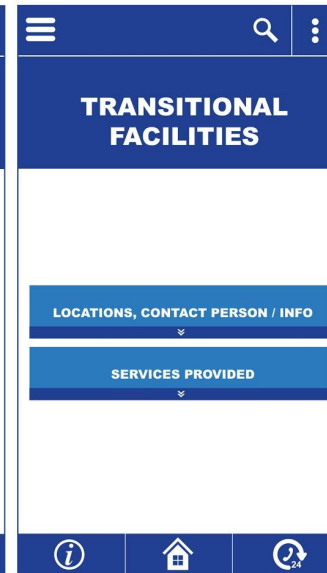 TRANSITIONAL
FACILITIES
LOCATIONS, CONTACT PERSON / INFO
SERVICES PROVIDED
i
24